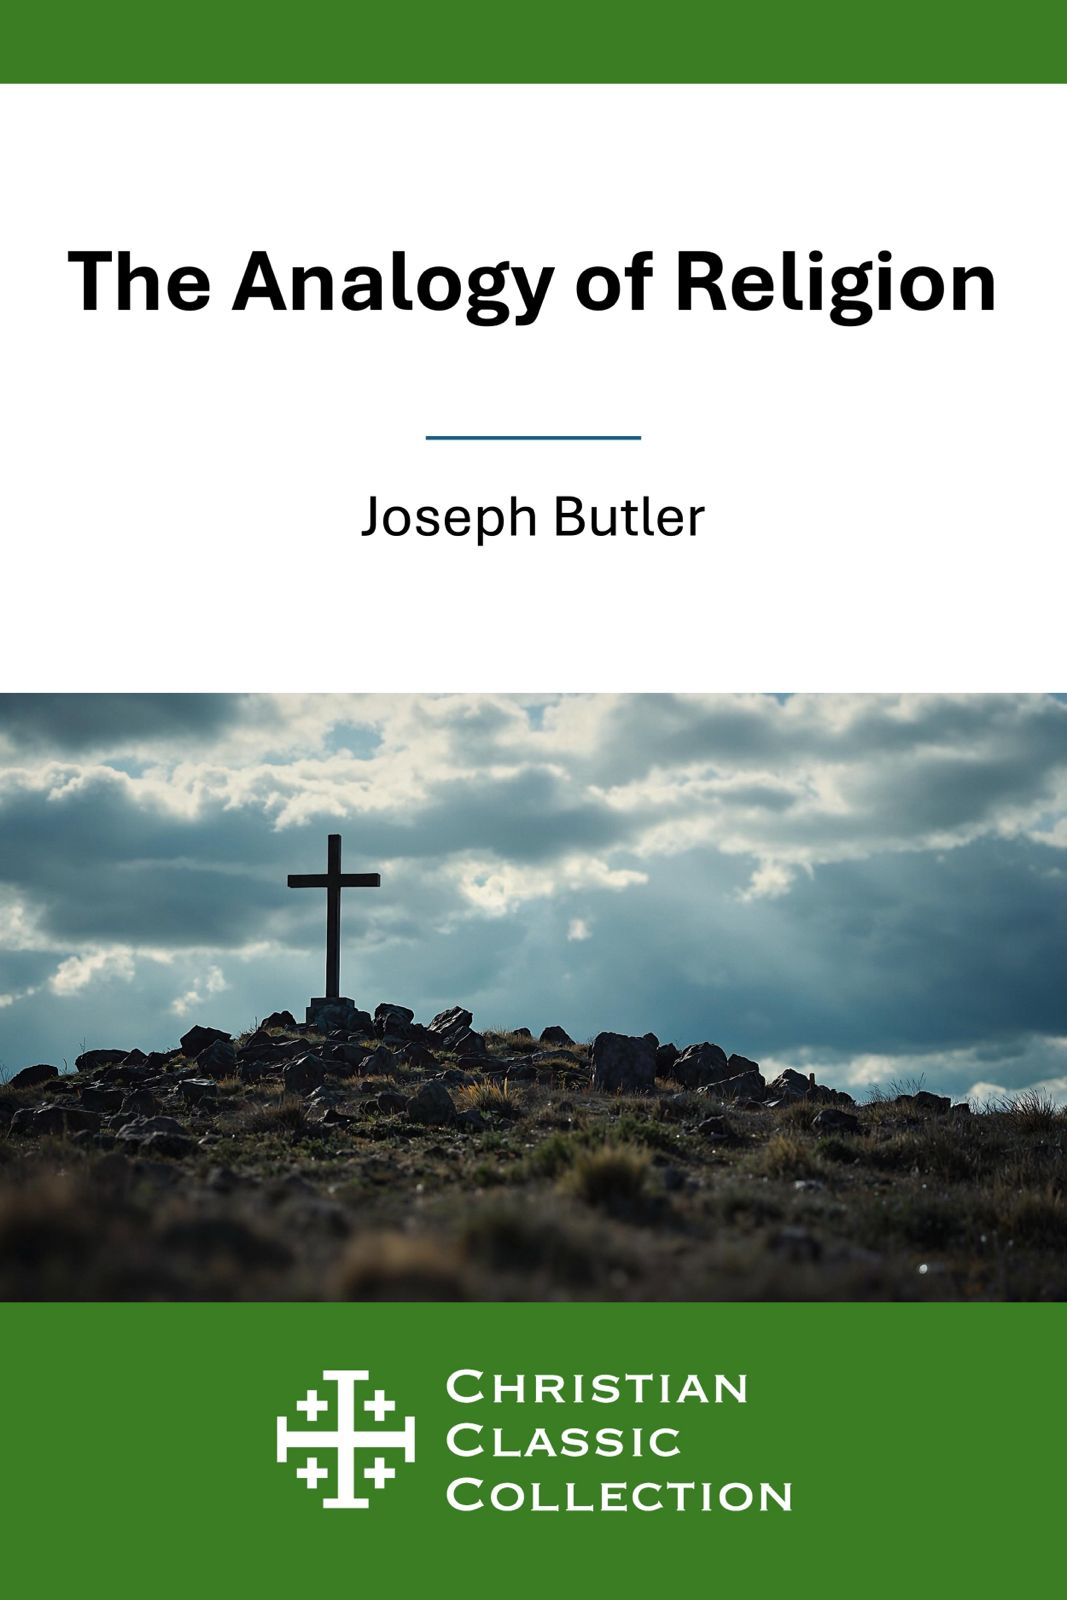 The Analogy of Religion
Joseph Butler
Christian
Classic
Collection